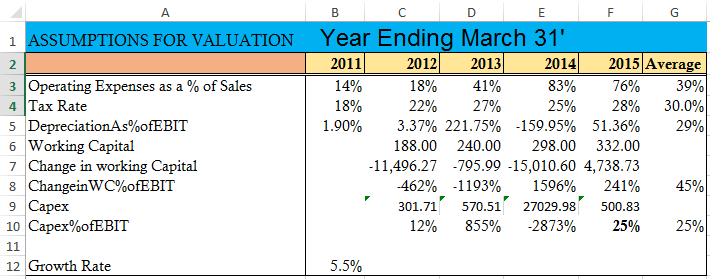 A B C D E F G
1 ASSUMPTIONS FOR VALUATION Year Ending March 31'
2 2011 2012 2013 2014 2015 Average
3 Operating Expenses as a % of Sales 14% 18% 41% 83% 76% 39%
4 Tax Rate 18% 22% 27% 25% 28% 30.0%
5 DepreciationAs%ofEBIT 1.90% 3.37% 221.75% -159.95% 51.36% 29%
6 Working Capital 188.00 240.00 298.00 332.00
7 Change in working Capital -11,496.27 -795.99 -15,010.60 4,738.73
8 ChangeinWC%ofEBIT -462% -1193% 1596% 241% 45%
9 Capex 301.71 570.51 27029.98 500.83
10 Capex%ofEBIT 12% 855% -2873% 25% 25%
11
12 Growth Rate 5.5%